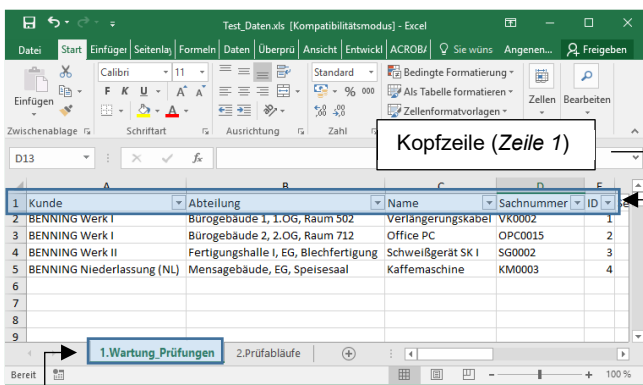 Test_Daten.xls [Kompatibilitätsmodus] - Excel
Datei Start Einfüger Seitenlaj Formeln Daten Überprü Ansicht Entwickl ACROBA Sie wüns Angenen... Freigeben
Calibri 11 Standard Bedingte Formatierung
Einfügen F K U A A % 000 Als Tabelle formatieren Zellen Bearbeiten
Zellenformatvorlagen
Zwischenablage Schriftart Ausrichtung Zahl
Kopfzeile (Zeile 1)
D13 fx
A B C D E
1 Kunde Abteilung Name Sachnummer ID
2 BENNING Werk I Bürogebäude 1, 1.OG, Raum 502 Verlängerungskabel VK0002 1
3 BENNING Werk I Bürogebäude 2, 2.OG, Raum 712 Office PC OPC0015 2
4 BENNING Werk II Fertigungshalle I, EG, Blechfertigung Schweißgerät SK I SG0002 3
5 BENNING Niederlassung (NL) Mensagebäude, EG, Speisesaal Kaffemaschine KM0003 4
6
7
8
9
1.Wartung_Prüfungen 2.Prüfabläufe
Bereit 100 %